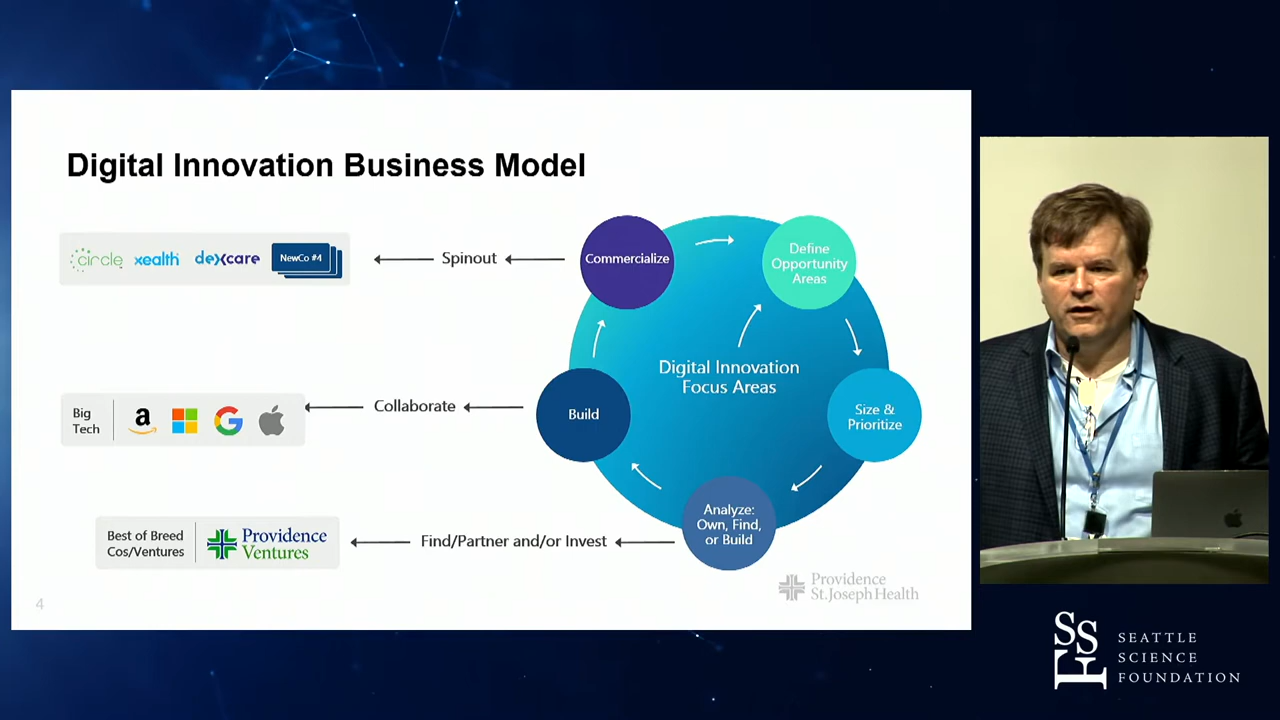 Digital Innovation Business Model
circle
xealth
dexcare
NewCo #4
Spinout
Commercialize
Define
Opportunity
Areas
Digital Innovation
Focus Areas
Big
Tech
a
G
Collaborate
Build
Size &
Prioritize
Best of Breed
Cos/Ventures
Providence
Ventures
Find/Partner and/or Invest
Analyze:
Own, Find,
or Build
Providence
St.Joseph Health
4
SSF
SEATTLE
SCIENCE
FOUNDATION